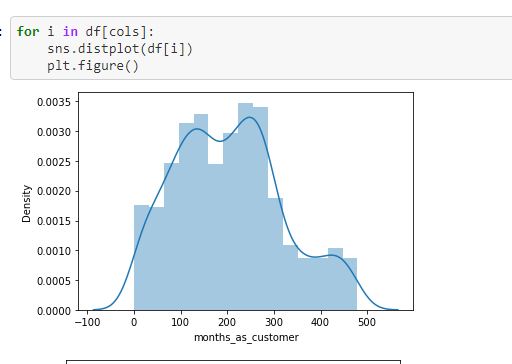 for i in df[cols]:
    sns.distplot(df[i])
    plt.figure()
0.0035
0.0030
0.0025
0.0020
0.0015
0.0010
0.0005
0.0000
Density
−100 0 100 200 300 400 500
months_as_customer